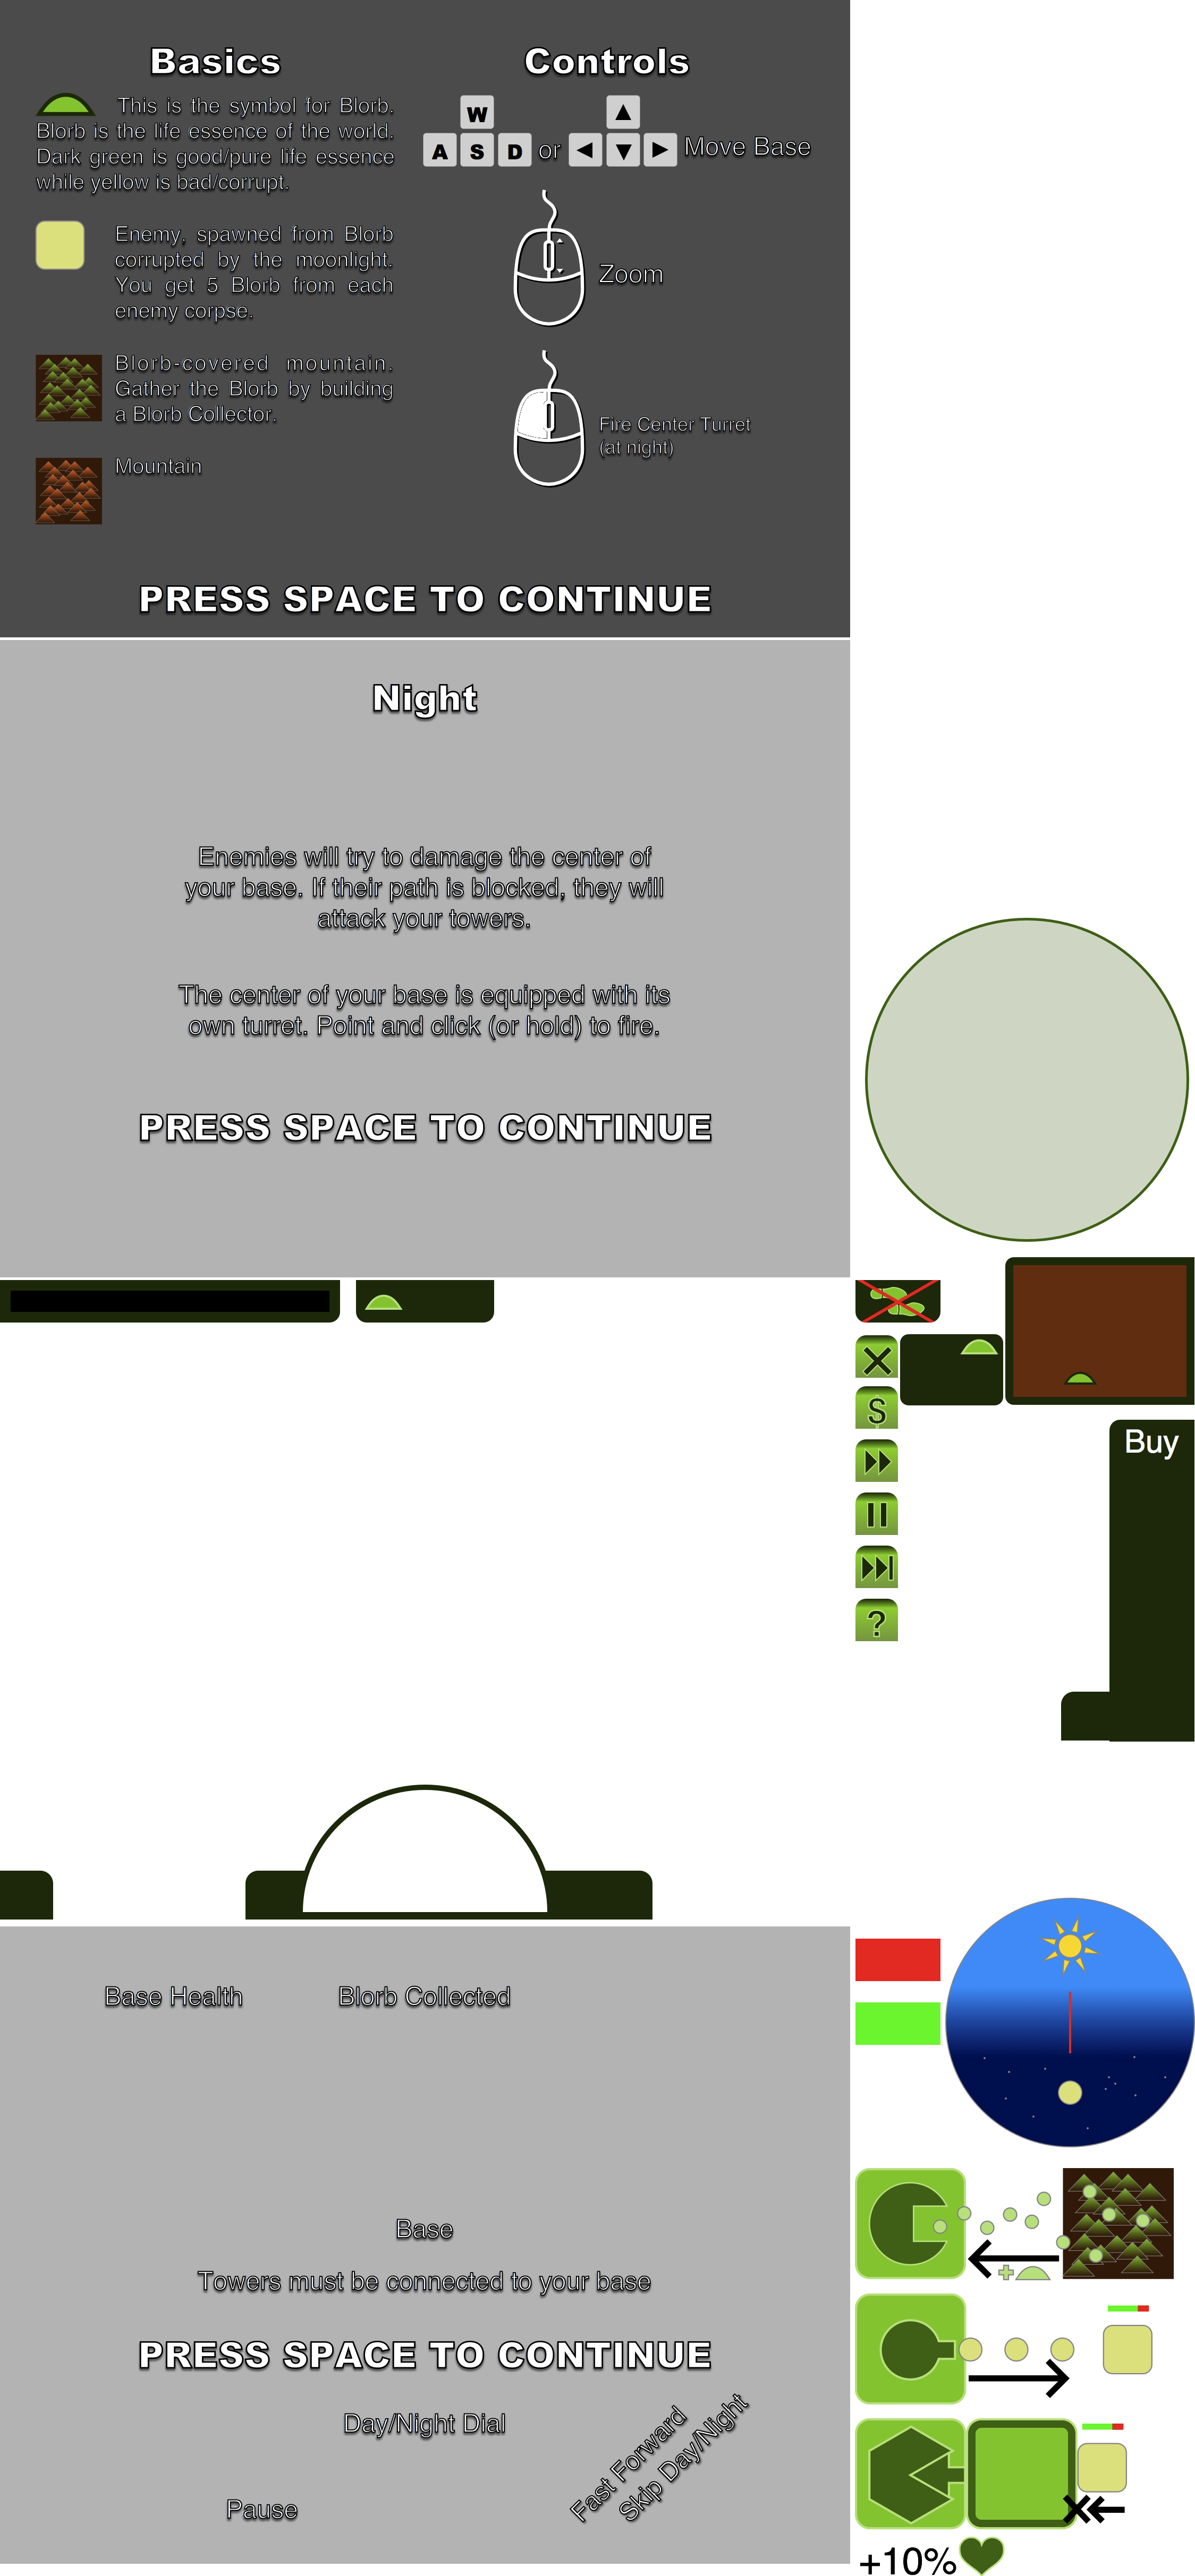 Basics
This is the symbol for Blorb.
Blorb is the life essence of the world.
Dark green is good/pure life essence
while yellow is bad/corrupt.
Enemy, spawned from Blorb
corrupted by the moonlight.
You get 5 Blorb from each
enemy corpse.
Blorb-covered mountain.
Gather the Blorb by building
a Blorb Collector.
Mountain
Controls
W
A S D or Move Base
Zoom
Fire Center Turret
(at night)
PRESS SPACE TO CONTINUE
Night
Enemies will try to damage the center of
your base. If their path is blocked, they will
attack your towers.
The center of your base is equipped with its
own turret. Point and click (or hold) to fire.
PRESS SPACE TO CONTINUE
$
?
Buy
Base Health
Blorb Collected
Base
Towers must be connected to your base
PRESS SPACE TO CONTINUE
Day/Night Dial
Fast Forward
Skip Day/Night
Pause
+10%